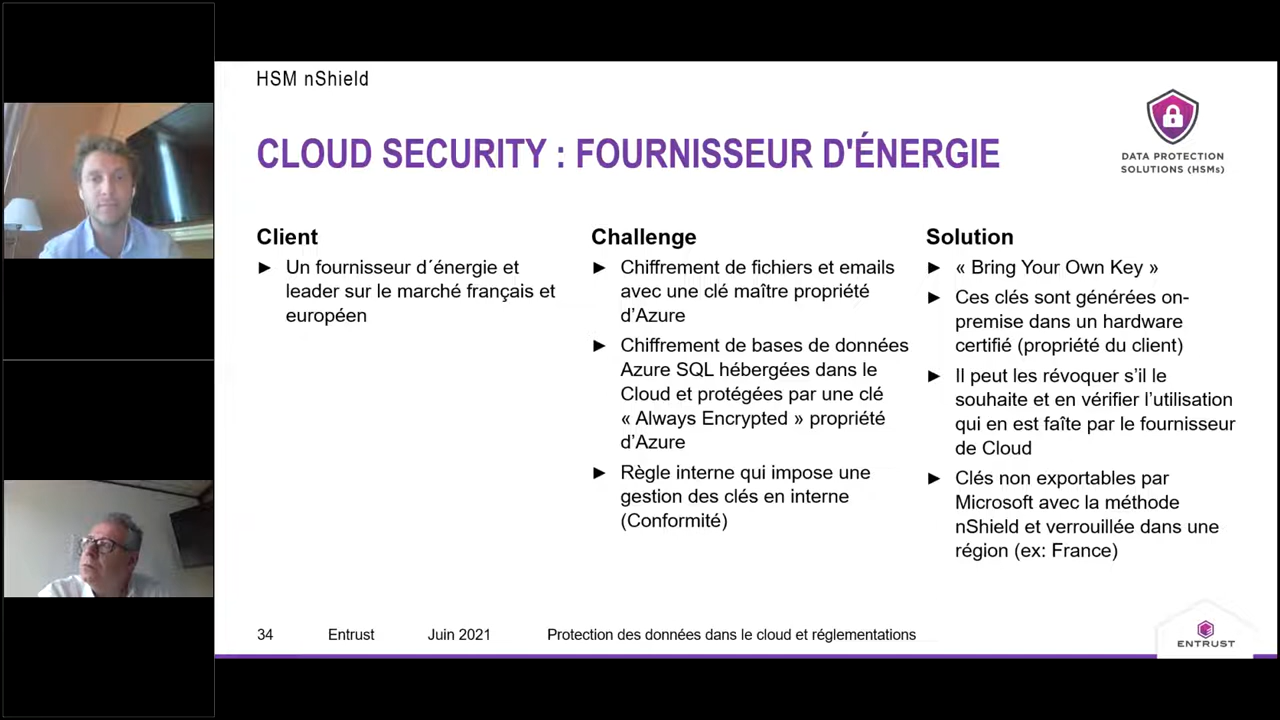 HSM nShield
CLOUD SECURITY : FOURNISSEUR D'ÉNERGIE
DATA PROTECTION
SOLUTIONS (HSMs)
Client
► Un fournisseur d´énergie et
leader sur le marché français et
européen
Challenge
► Chiffrement de fichiers et emails
avec une clé maître propriété
d’Azure
► Chiffrement de bases de données
Azure SQL hébergées dans le
Cloud et protégées par une clé
« Always Encrypted » propriété
d’Azure
► Règle interne qui impose une
gestion des clés en interne
(Conformité)
Solution
► « Bring Your Own Key »
► Ces clés sont générées on-
premise dans un hardware
certifié (propriété du client)
► Il peut les révoquer s’il le
souhaite et en vérifier l’utilisation
qui en est faîte par le fournisseur
de Cloud
► Clés non exportables par
Microsoft avec la méthode
nShield et verrouillée dans une
région (ex: France)
34 Entrust Juin 2021 Protection des données dans le cloud et réglementations
ENTRUST